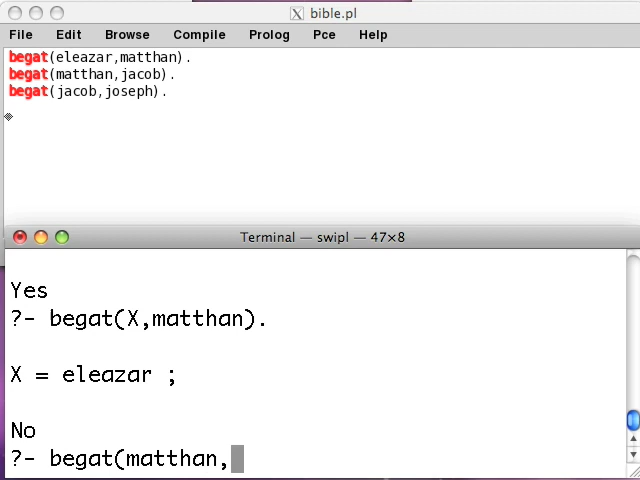 bible.pl
File Edit Browse Compile Prolog Pce Help
begat(eleazar,matthan).
begat(matthan,jacob).
begat(jacob,joseph).
Terminal — swipl — 47×8
Yes
?- begat(X,matthan).
X = eleazar ;
No
?- begat(matthan,